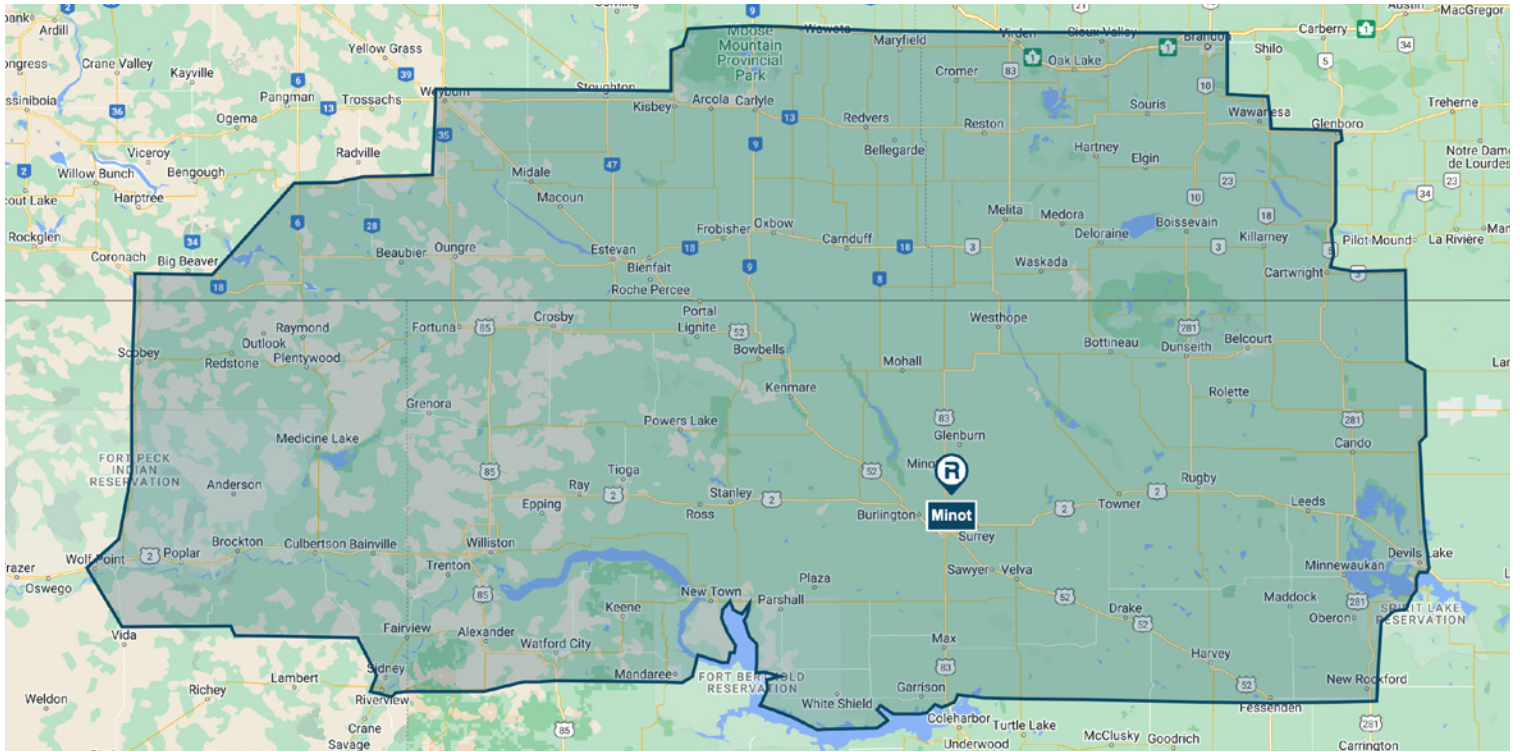 MacGregor
Ardill
Carberry
Yellow Grass
Moose
Mountain
Provincial
Park
Wawota
Maryfield
Virden
Sioux Valley
Brandon
Shilo
Crane Valley
Kayville
Cromer
Oak Lake
Pangman
Trossachs
Weyburn
Stoughton
Kisbey
Arcola
Carlyle
Souris
Wawanesa
Treherne
Ogema
Redvers
Reston
Glenboro
Viceroy
Radville
Bellegarde
Hartney
Elgin
Notre Dame
de Lourdes
Willow Bunch
Bengough
Midale
Harptree
Macoun
Melita
Medora
Boissevain
Rockglen
Frobisher
Oxbow
Carnduff
Deloraine
Killarney
Pilot Mound
La Rivière
Coronach
Big Beaver
Beaubier
Oungre
Estevan
Bienfait
Waskada
Cartwright
Roche Percee
Portal
Raymond
Fortuna
Crosby
Lignite
Westhope
Outlook
Scobey
Redstone
Plentywood
Bowbells
Mohall
Bottineau
Dunseith
Belcourt
Kenmare
Rolette
Grenora
Powers Lake
Medicine Lake
Glenburn
Cando
FORT PECK
INDIAN
RESERVATION
Tioga
R
Anderson
Ray
Stanley
Rugby
Epping
Ross
Burlington
Minot
Towner
Leeds
Surrey
Wolf Point
Poplar
Brockton
Culbertson
Bainville
Williston
Devils Lake
Oswego
Trenton
Sawyer
Velva
Minnewaukan
Plaza
New Town
Parshall
Maddock
Keene
Drake
Oberon
SPIRIT LAKE
RESERVATION
Vida
Fairview
Alexander
Watford City
Max
Harvey
Sidney
Mandaree
FORT BERTHOLD
RESERVATION
Garrison
New Rockford
Weldon
Richey
Lambert
Riverview
White Shield
Fessenden
Crane
Coleharbor
Turtle Lake
Savage
Underwood
McClusky
Goodrich
Carrington